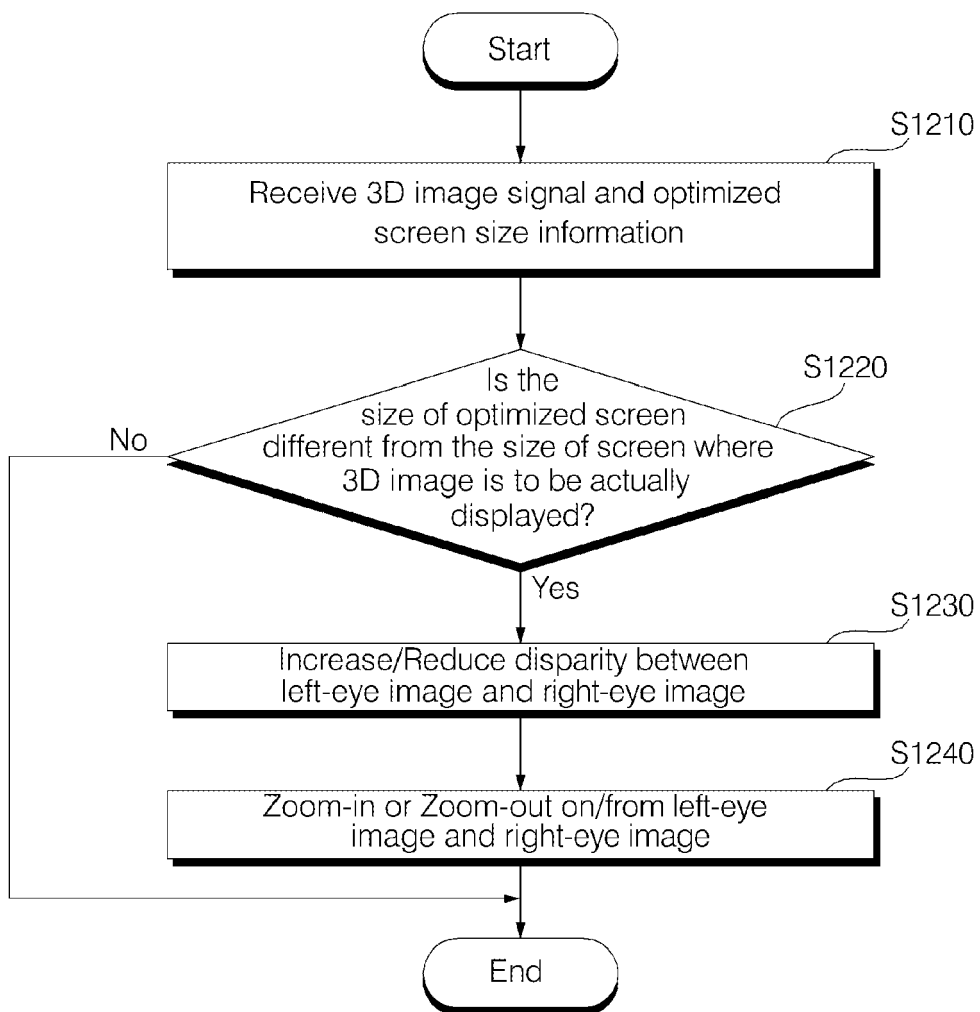 Start
S1210
Receive 3D image signal and optimized
screen size information
S1220
Is the
size of optimized screen
different from the size of screen where
3D image is to be actually
displayed?
No
Yes
S1230
Increase/Reduce disparity between
left-eye image and right-eye image
S1240
Zoom-in or Zoom-out on/from left-eye
image and right-eye image
End